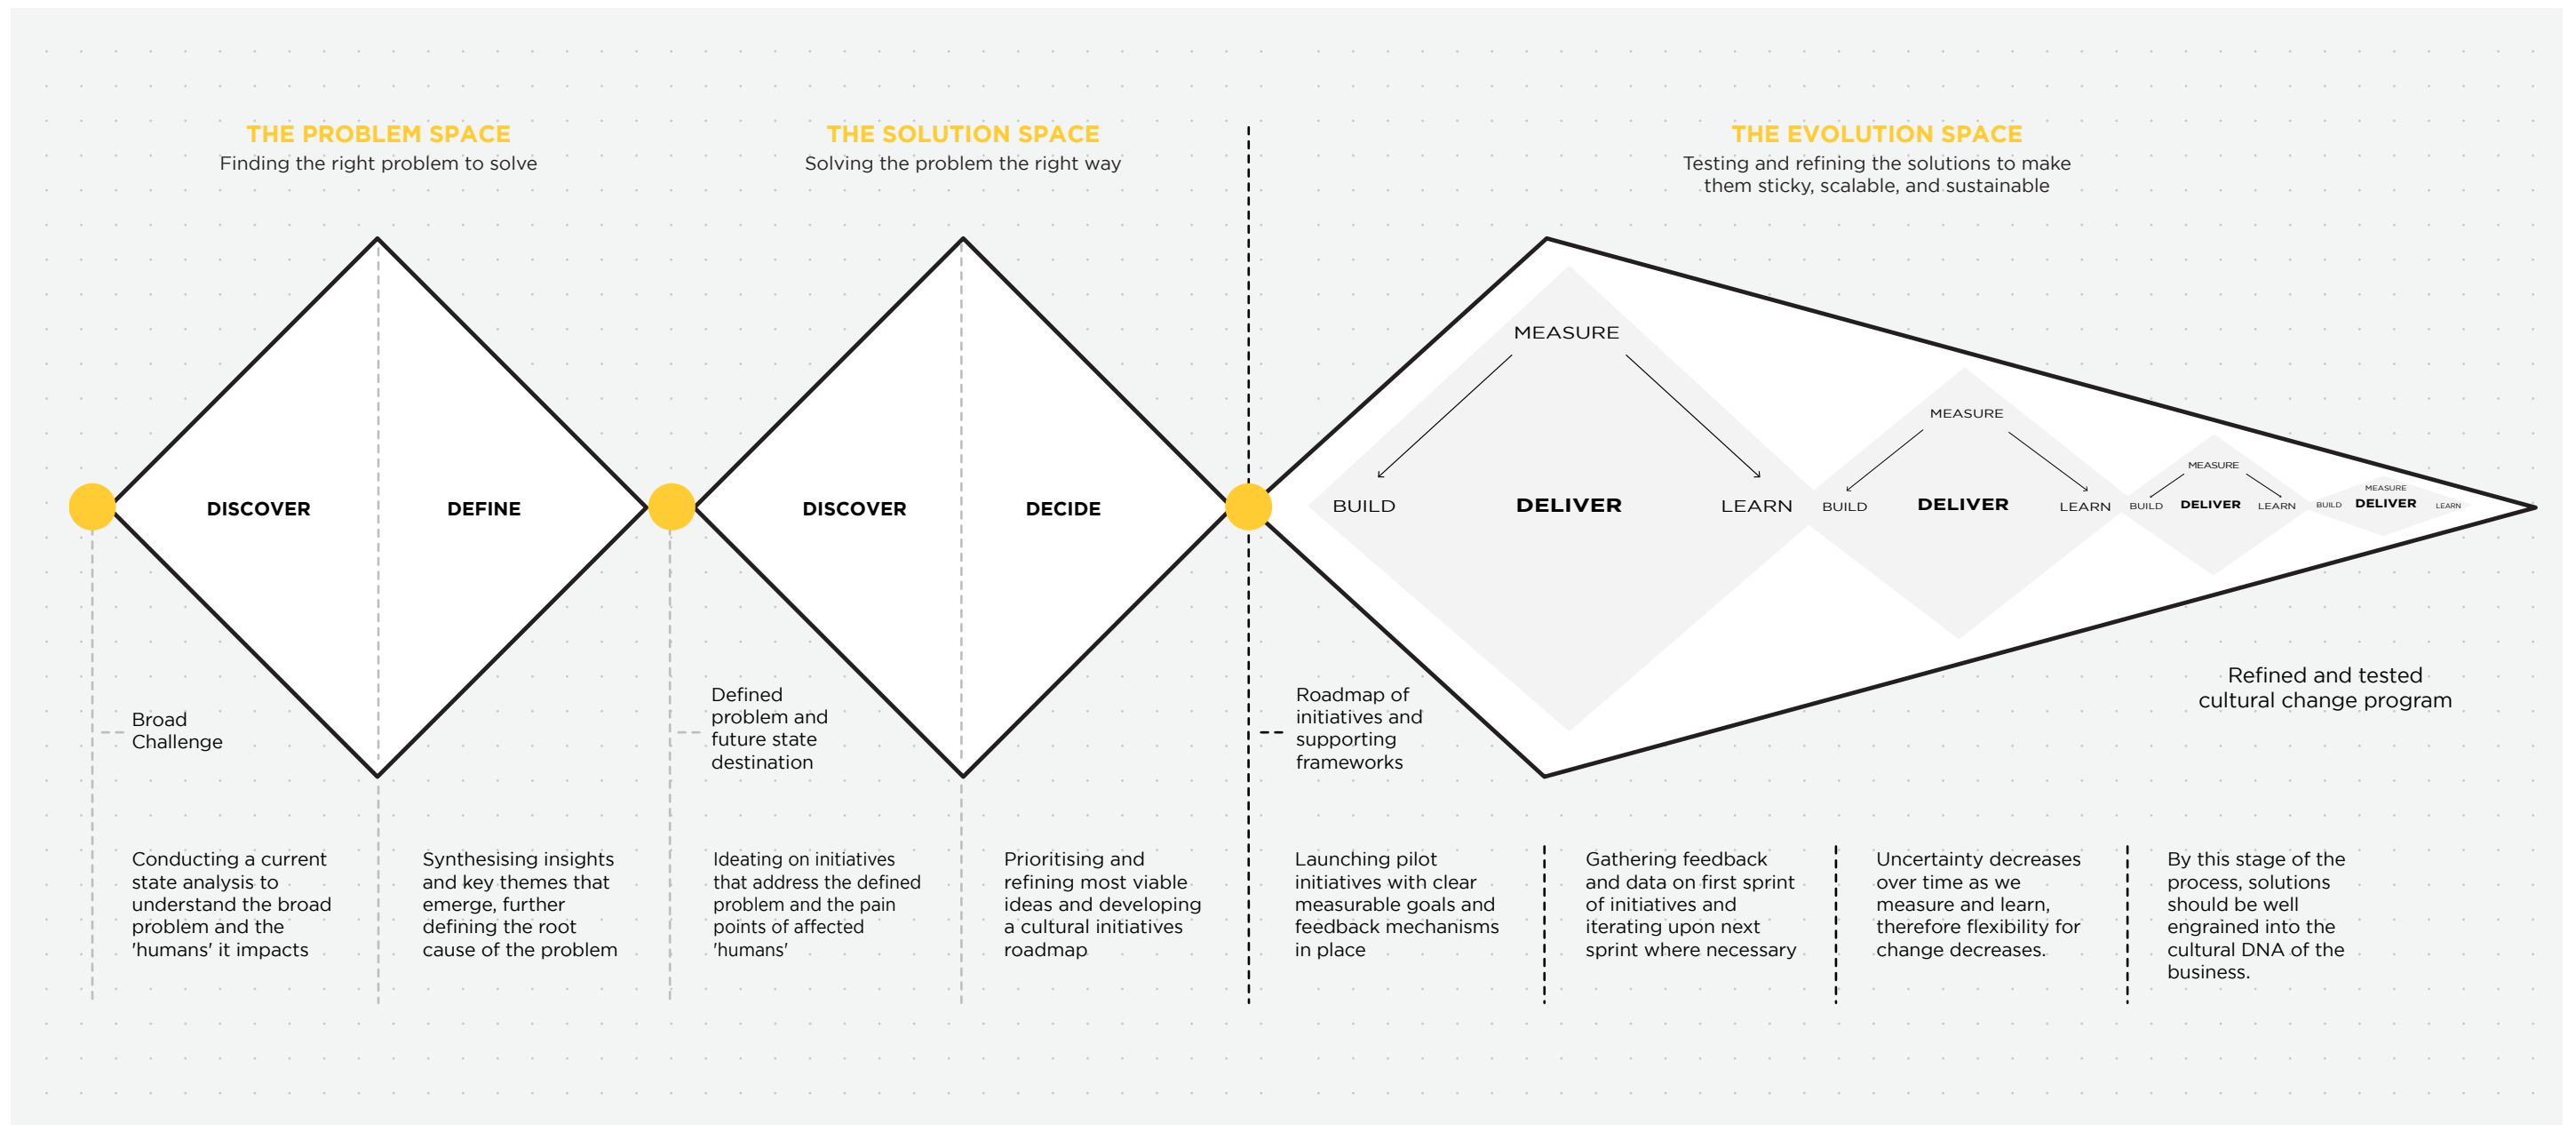 THE PROBLEM SPACE
Finding the right problem to solve
THE SOLUTION SPACE
Solving the problem the right way
THE EVOLUTION SPACE
Testing and refining the solutions to make
them sticky, scalable, and sustainable
DISCOVER
DEFINE
DISCOVER
DECIDE
MEASURE
BUILD
DELIVER
LEARN
MEASURE
BUILD
DELIVER
LEARN
MEASURE
BUILD
DELIVER
LEARN
MEASURE
BUILD
DELIVER
LEARN
Broad
Challenge
Defined
problem and
future state
destination
Roadmap of
initiatives and
supporting
frameworks
Refined and tested
cultural change program
Conducting a current
state analysis to
understand the broad
problem and the
'humans' it impacts
Synthesising insights
and key themes that
emerge, further
defining the root
cause of the problem
Ideating on initiatives
that address the defined
problem and the pain
points of affected
'humans'
Prioritising and
refining most viable
ideas and developing
a cultural initiatives
roadmap
Launching pilot
initiatives with clear
measurable goals and
feedback mechanisms
in place
Gathering feedback
and data on first sprint
of initiatives and
iterating upon next
sprint where necessary
Uncertainty decreases
over time as we
measure and learn,
therefore flexibility for
change decreases.
By this stage of the
process, solutions
should be well
engrained into the
cultural DNA of the
business.